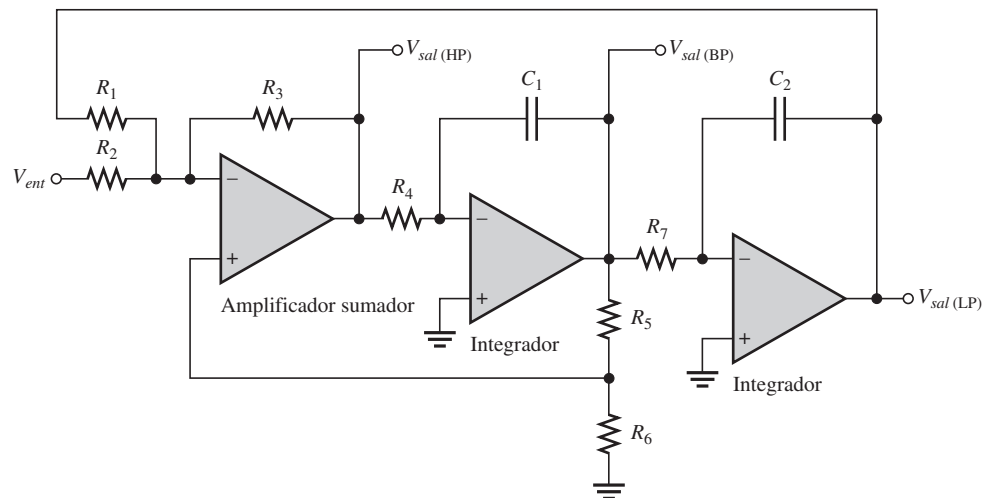 V_sal (HP)
V_sal (BP)
R1
R3
C1
C2
R2
V_ent
−
R4
−
R7
−
+
Amplificador sumador
+
Integrador
R5
V_sal (LP)
+
Integrador
R6